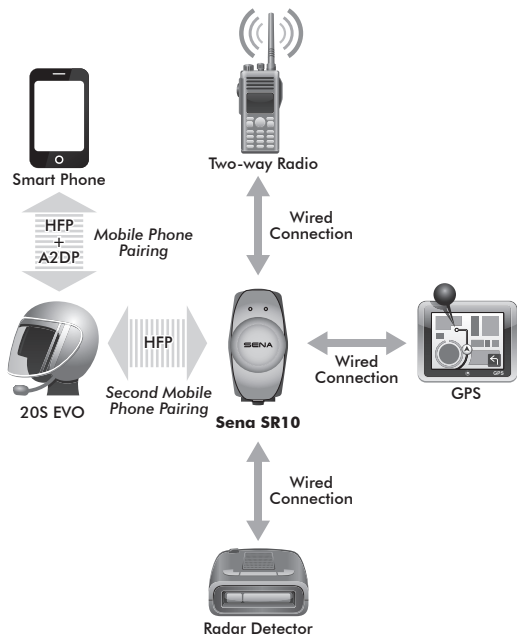 Two-way Radio
Smart Phone
Wired
Connection
HFP
+
A2DP
Mobile Phone
Pairing
HFP
SENA
Wired
Connection
GPS
GPS
Second Mobile
Phone Pairing
20S EVO
Sena SR10
Wired
Connection
Radar Detector